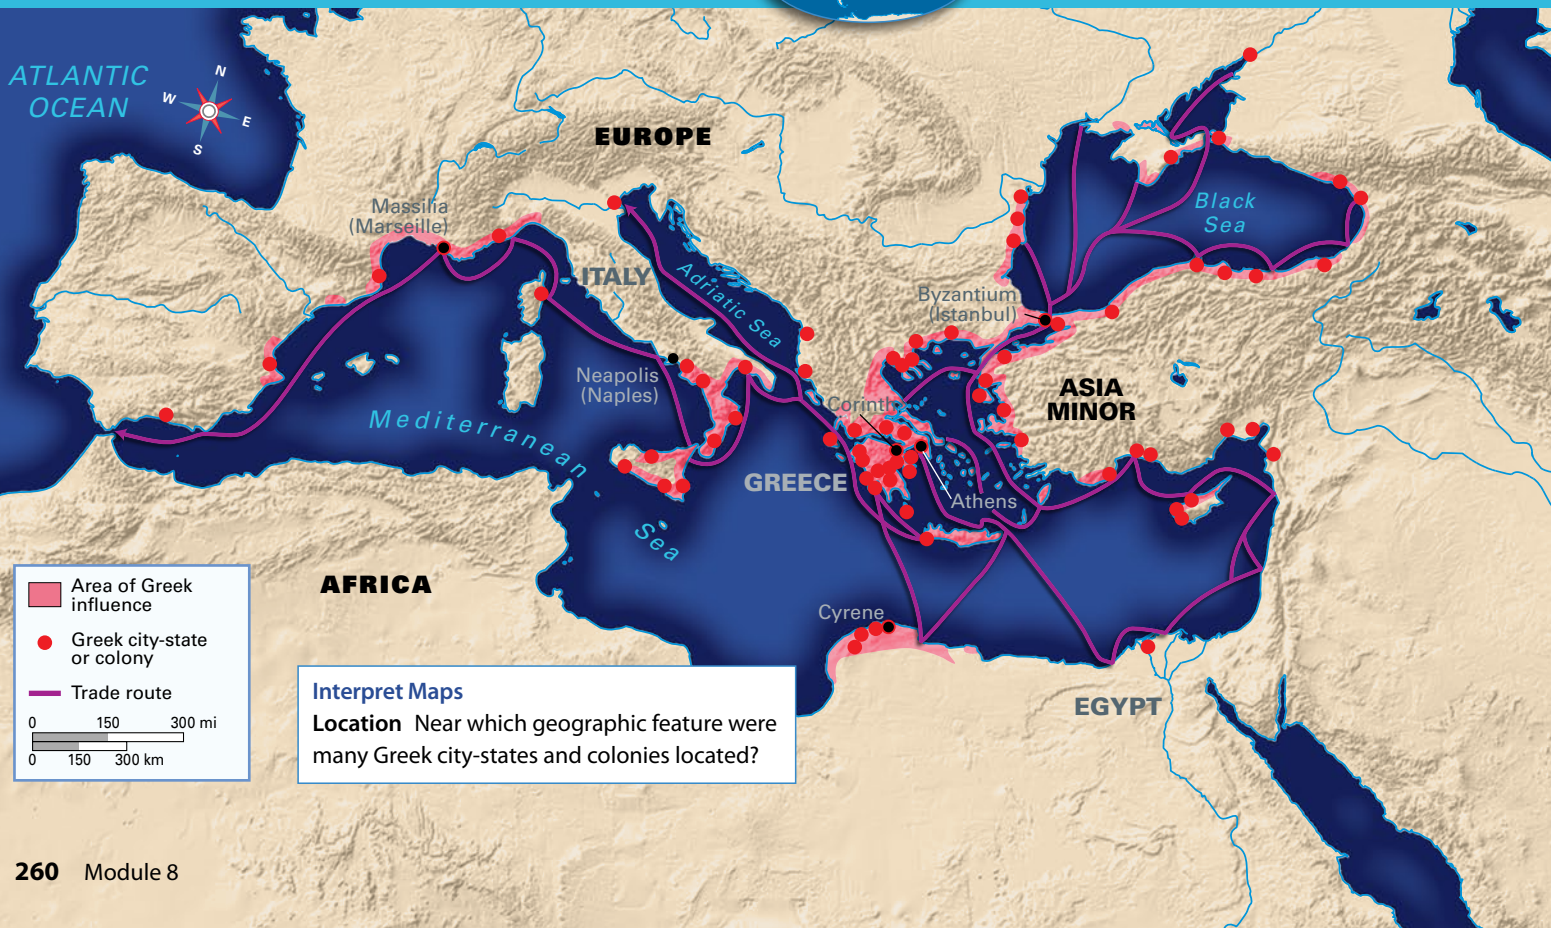 ATLANTIC
OCEAN
N
W
E
S
EUROPE
Massilia
(Marseille)
ITALY
Adriatic Sea
Black
Sea
Byzantium
(Istanbul)
Neapolis
(Naples)
ASIA
MINOR
Corinth
Mediterranean
Sea
GREECE
Athens
AFRICA
Cyrene
EGYPT
Area of Greek
influence
Greek city-state
or colony
Trade route
0 150 300 mi
0 150 300 km
Interpret Maps
Location Near which geographic feature were
many Greek city-states and colonies located?
260 Module 8